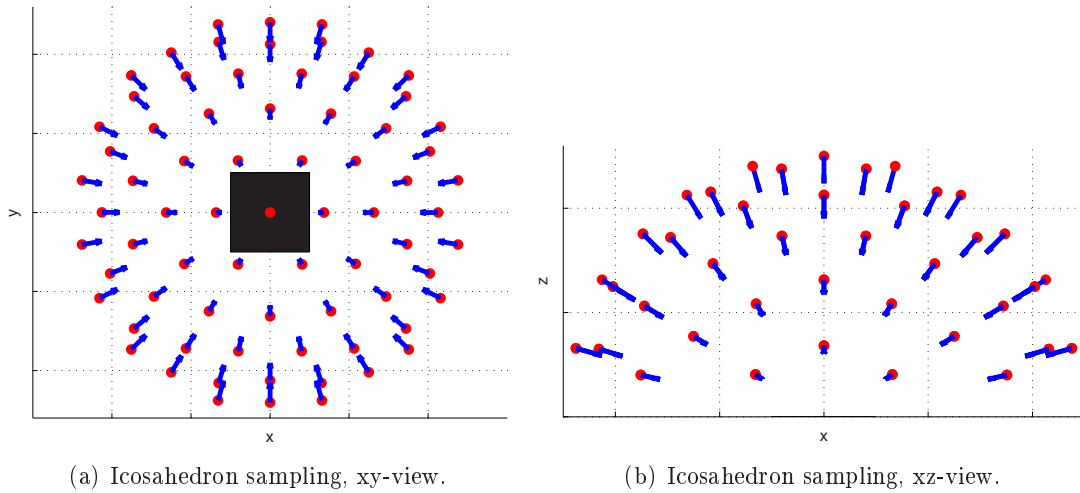 y
x
(a) Icosahedron sampling, xy-view.
z
x
(b) Icosahedron sampling, xz-view.